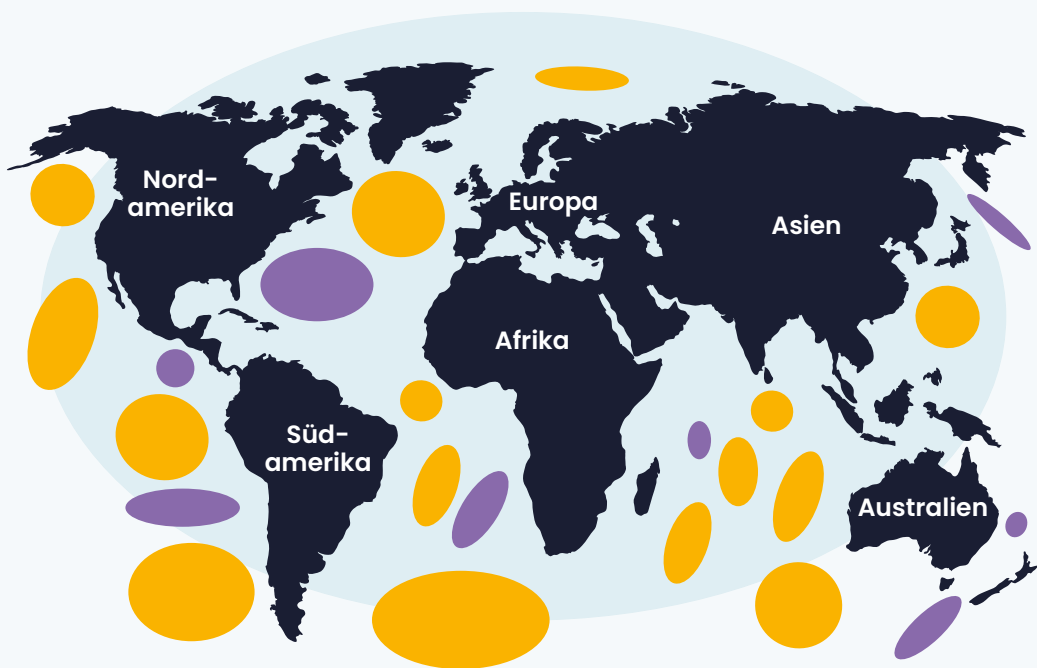 Nord-
amerika
Europa
Asien
Afrika
Süd-
amerika
Australien